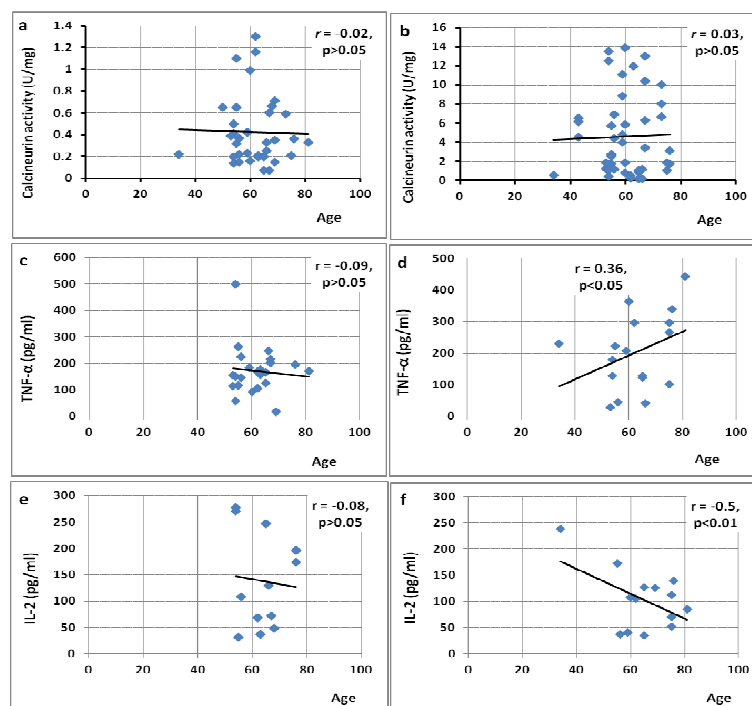 a
r = -0.02,
p>0.05
Calcineurin activity (U/mg)
1.4
1.2
1
0.8
0.6
0.4
0.2
0
0 20 40 60 80 100
Age
b
r = 0.03,
p>0.05
Calcineurin activity (U/mg)
16
14
12
10
8
6
4
2
0
0 20 40 60 80 100
Age
c
r = -0.09,
p>0.05
TNF-α (pg/ml)
600
500
400
300
200
100
0
0 20 40 60 80 100
Age
d
r = 0.36,
p<0.05
TNF-α (pg/ml)
500
400
300
200
100
0
0 20 40 60 80 100
Age
e
r = -0.08,
p>0.05
IL-2 (pg/ml)
300
250
200
150
100
50
0
0 20 40 60 80 100
Age
f
r = -0.5,
p<0.01
IL-2 (pg/ml)
300
250
200
150
100
50
0
0 20 40 60 80 100
Age